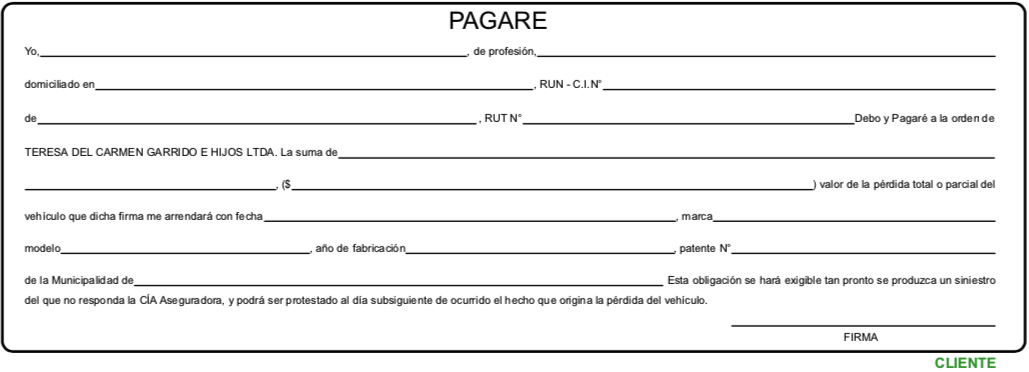 PAGARE
Yo, , de profesión,
domiciliado en , RUN - C.I.N°
de , RUT N° Debo y Pagaré a la orden de
TERESA DEL CARMEN GARRIDO E HIJOS LTDA. La suma de
, ($ ) valor de la pérdida total o parcial del
vehículo que dicha firma me arrendará con fecha , marca
modelo , año de fabricación , patente N°
de la Municipalidad de Esta obligación se hará exigible tan pronto se produzca un siniestro
del que no responda la CÍA Aseguradora, y podrá ser protestado al día subsiguiente de ocurrido el hecho que origina la pérdida del vehículo.
FIRMA
CLIENTE